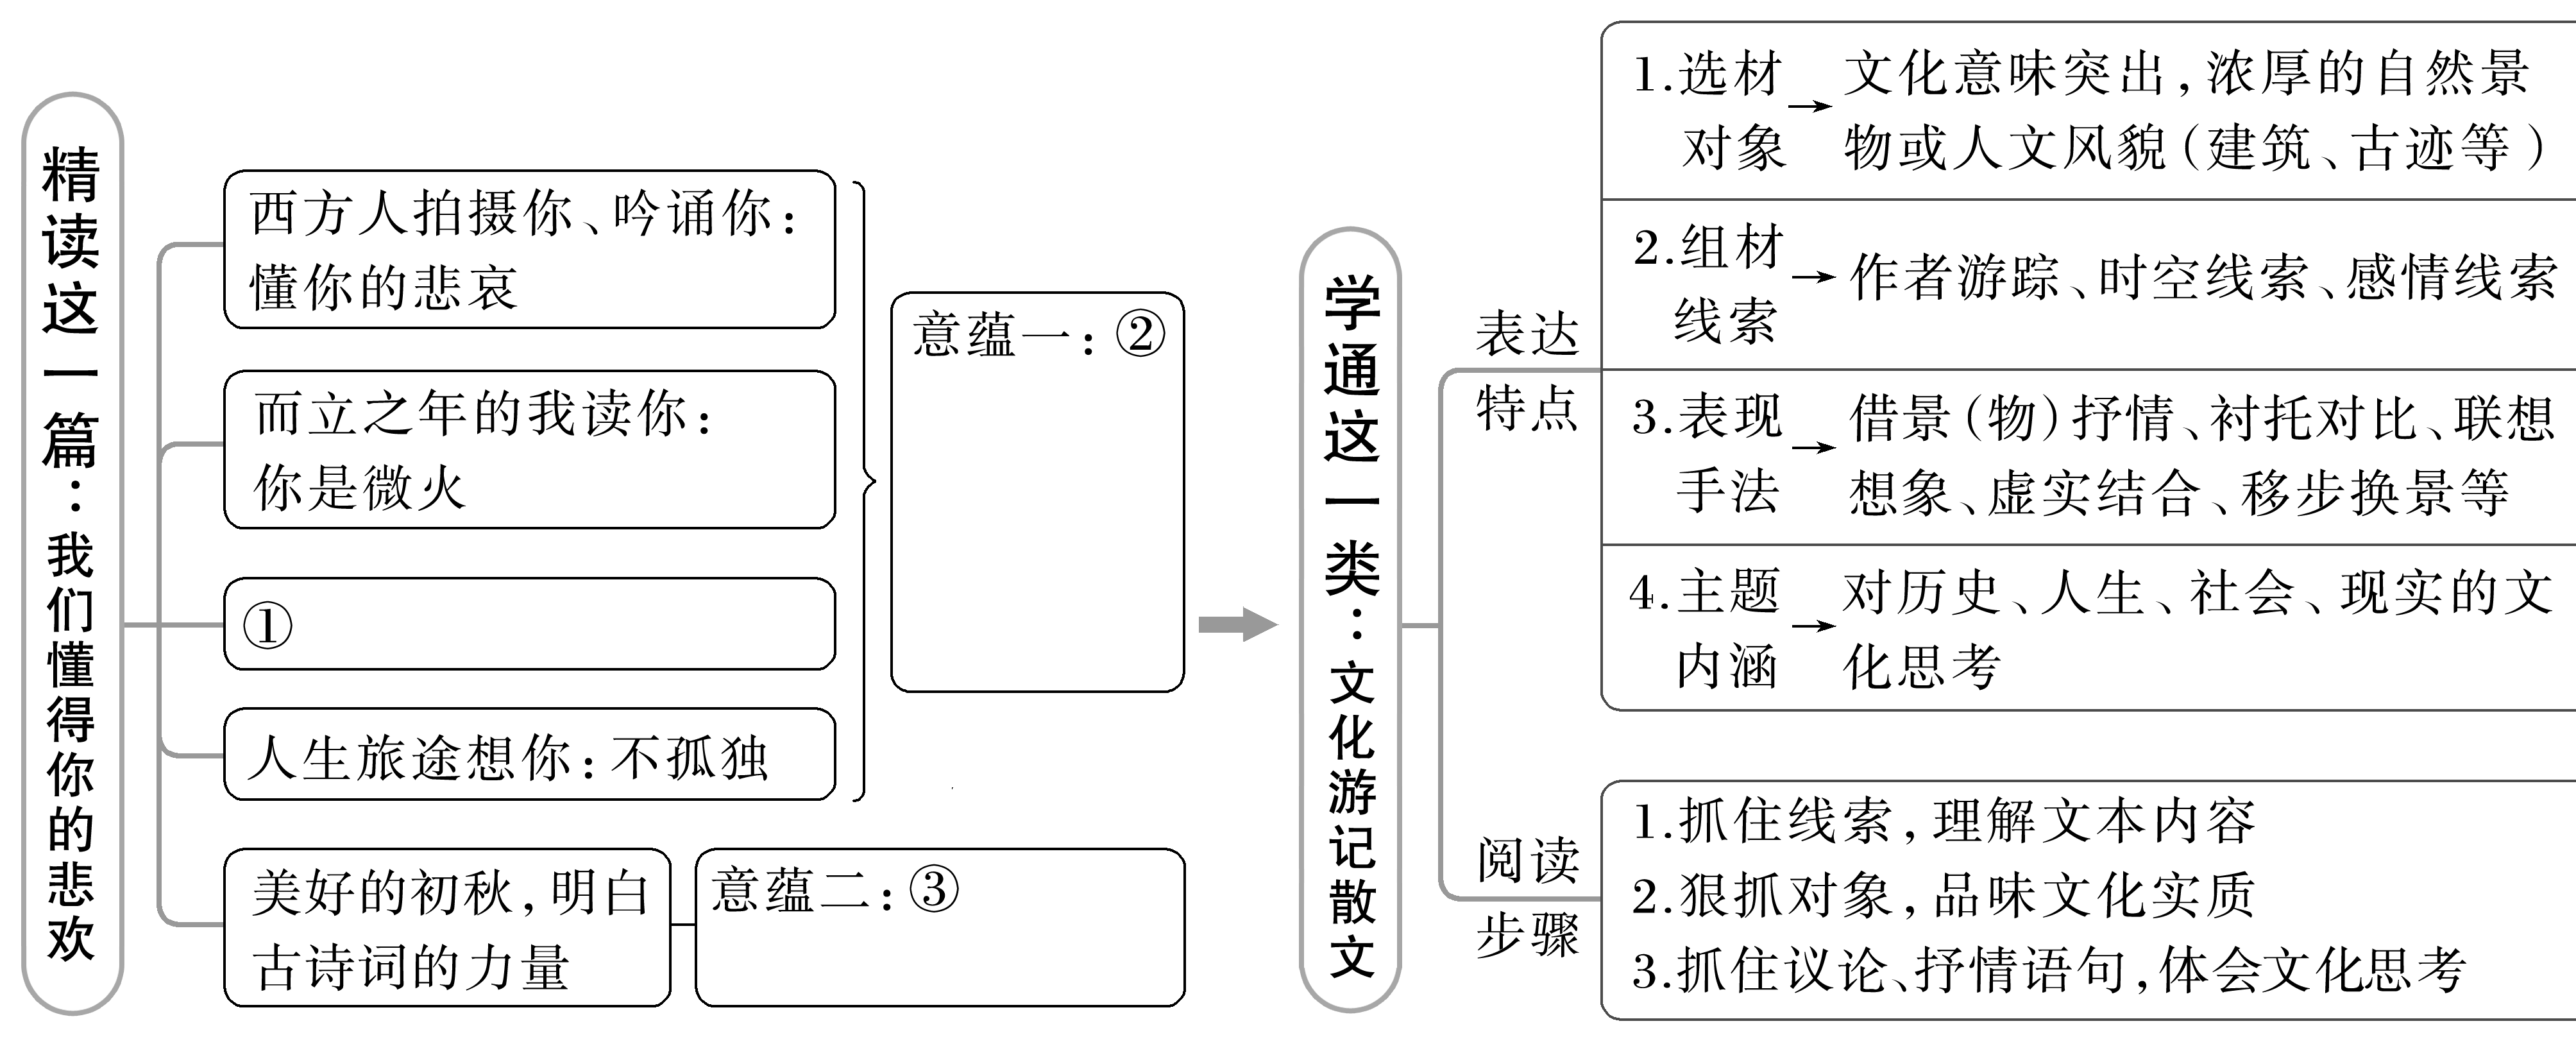 精读这一篇：我们懂得你的悲欢
西方人拍摄你、吟诵你：
懂你的悲哀
而立之年的我读你：
你是微火
①
人生旅途想你：不孤独
美好的初秋，明白
古诗词的力量
意蕴一：②
意蕴二：③
学通这一类：文化游记散文
表达
特点
1.选材
对象
文化意味突出，浓厚的自然景
物或人文风貌（建筑、古迹等）
2.组材
线索
作者游踪、时空线索、感情线索
3.表现
手法
借景（物）抒情、衬托对比、联想
想象、虚实结合、移步换景等
4.主题
内涵
对历史、人生、社会、现实的文
化思考
阅读
步骤
1.抓住线索，理解文本内容
2.狠抓对象，品味文化实质
3.抓住议论、抒情语句，体会文化思考